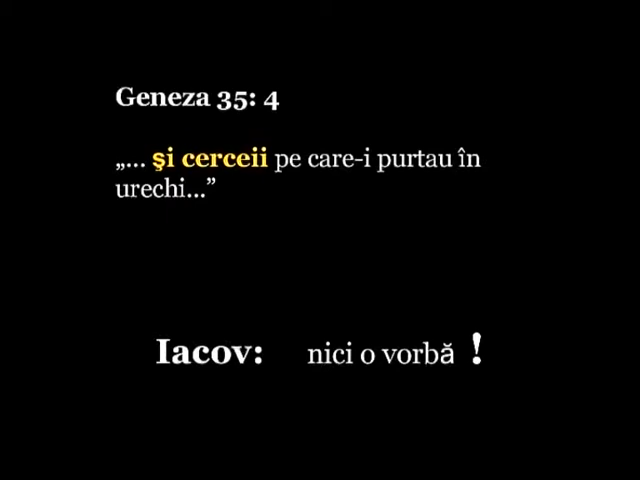 Geneza 35: 4
„... şi cerceii pe care-i purtau în
urechi...”
Iacov: nici o vorbă !